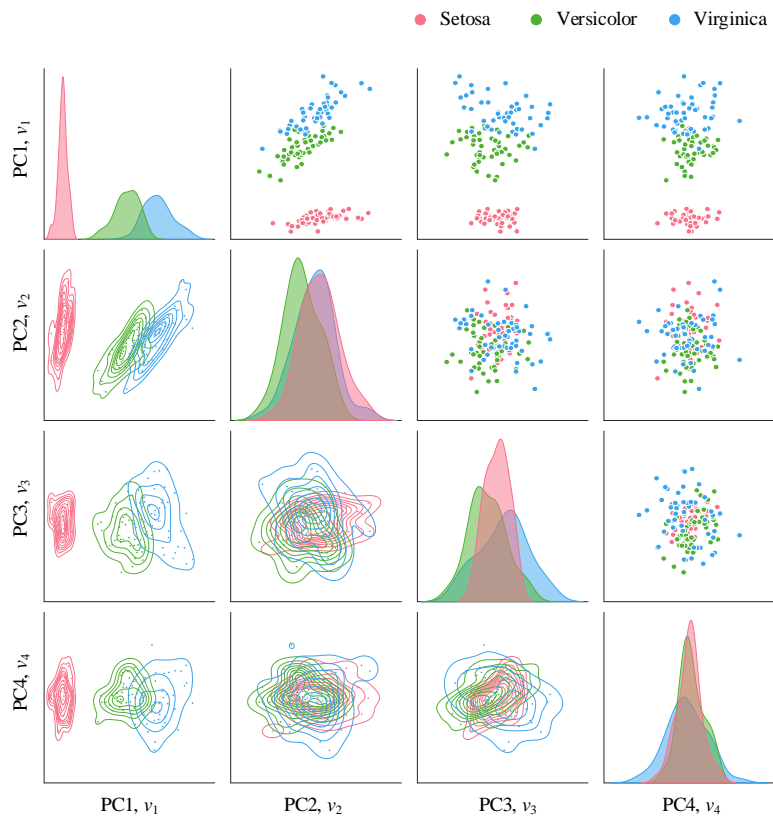 Setosa Versicolor Virginica
PC1, v₁
PC2, v₂
PC3, v₃
PC4, v₄
PC1, v₁ PC2, v₂ PC3, v₃ PC4, v₄